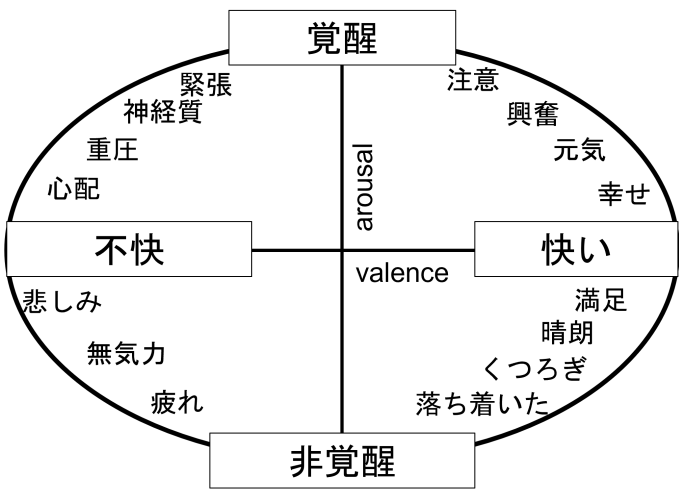 覚醒
緊張
神経質
重圧
心配
注意
興奮
元気
幸せ
arousal
不快
快い
valence
悲しみ
無気力
疲れ
満足
晴朗
くつろぎ
落ち着いた
非覚醒